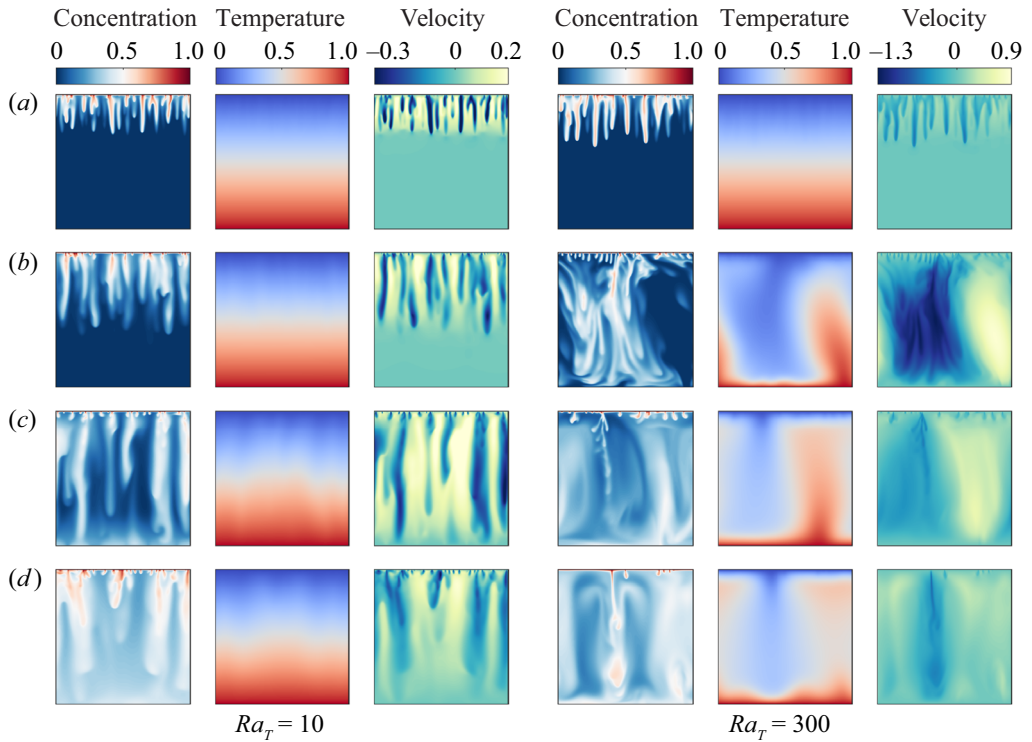 Concentration Temperature Velocity Concentration Temperature Velocity
0 0.5 1.0 0 0.5 1.0 −0.3 0 0.2 0 0.5 1.0 0 0.5 1.0 −1.3 0 0.9
(a)
(b)
(c)
(d)
Ra_T = 10 Ra_T = 300